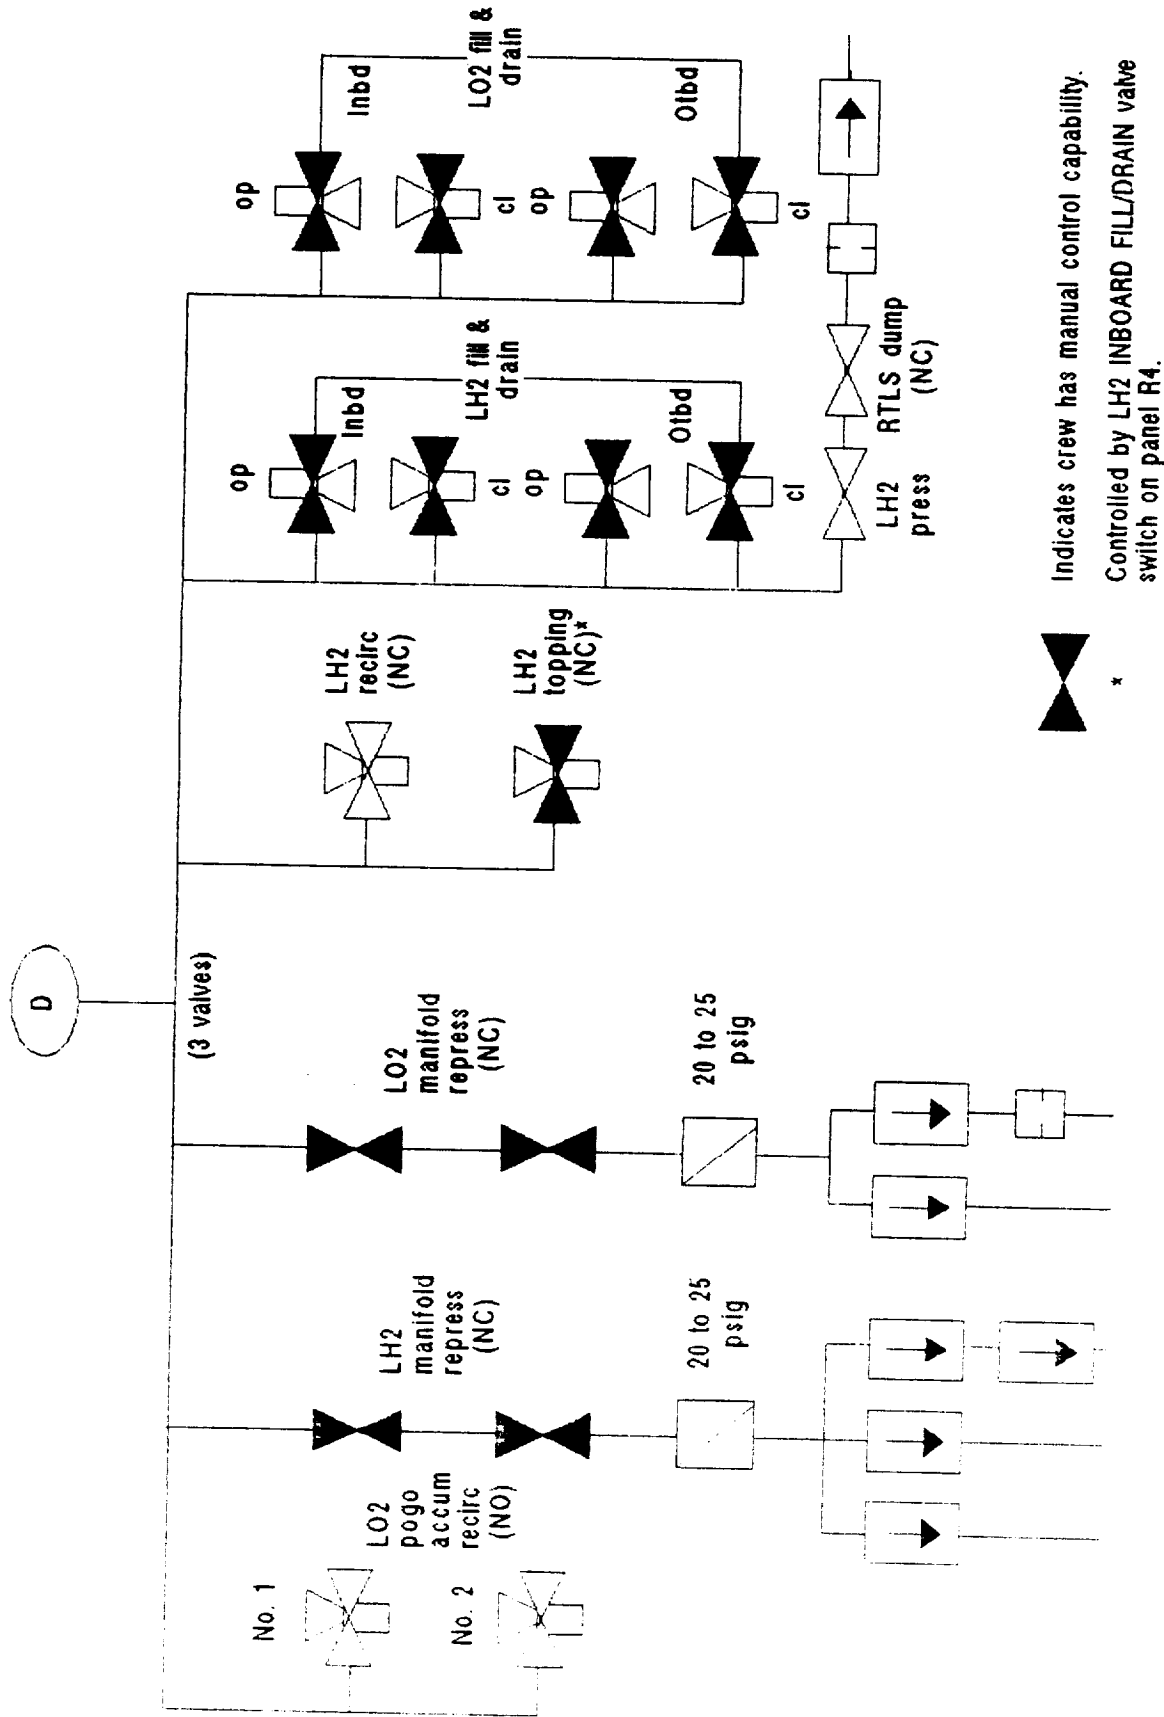 D
(3 valves)
No. 1
LO2
pogo
accum
recirc
(NO)
No. 2
LH2
manifold
repress
(NC)
20 to 25
psig
LO2
manifold
repress
(NC)
20 to 25
psig
LH2
recirc
(NC)
LH2
topping
(NC)*
op
Inbd
LH2 fill &
drain
cl
op
Otbd
cl
LH2
press
RTLS dump
(NC)
op
Inbd
LO2 fill &
drain
cl
op
Otbd
cl
Indicates crew has manual control capability.
* Controlled by LH2 INBOARD FILL/DRAIN valve
switch on panel R4.